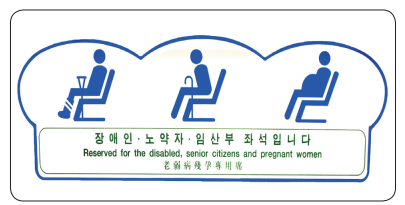 장애인·노약자·임산부 좌석입니다
Reserved for the disabled, senior citizens and pregnant women
老弱病殘孕專用席